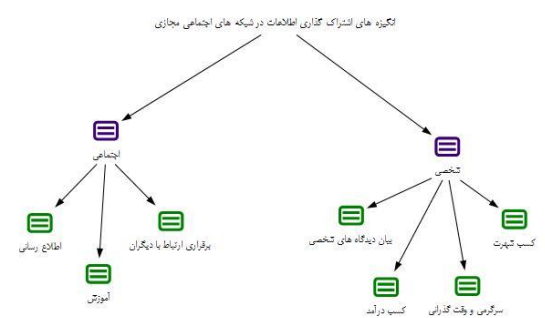 انگیزه های اشتراک گذاری اطلاعات در شبکه های اجتماعی مجازی
شخصی
اجتماعی
کسب شهرت
سرگرمی و وقت گذرانی
کسب درآمد
بیان دیدگاه های شخصی
برقراری ارتباط با دیگران
آموزش
اطلاع رسانی